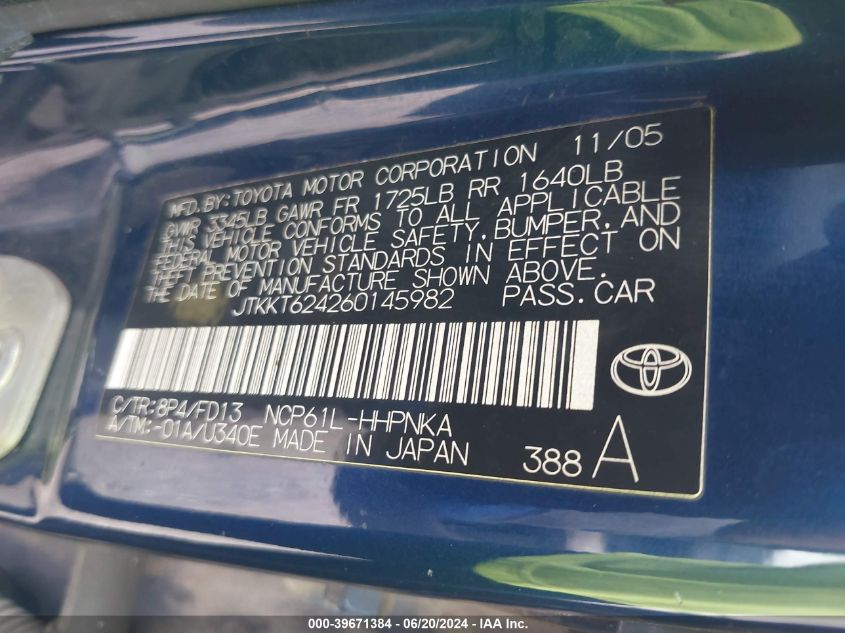 MFD.BY:TOYOTA MOTOR CORPORATION 11/05
GVWR 3345LB GAWR FR 1725LB RR 1640LB
THIS VEHICLE CONFORMS TO ALL APPLICABLE
FEDERAL MOTOR VEHICLE SAFETY,BUMPER,AND
THEFT PREVENTION STANDARDS IN EFFECT ON
THE DATE OF MANUFACTURE SHOWN ABOVE.
JTKKT624260145982 PASS.CAR
C/TR:8P4/FD13 NCP61L-HHPNKA
A/TM:-01A/U340E MADE IN JAPAN
388 A
000-39671384 - 06/20/2024 - IAA Inc.